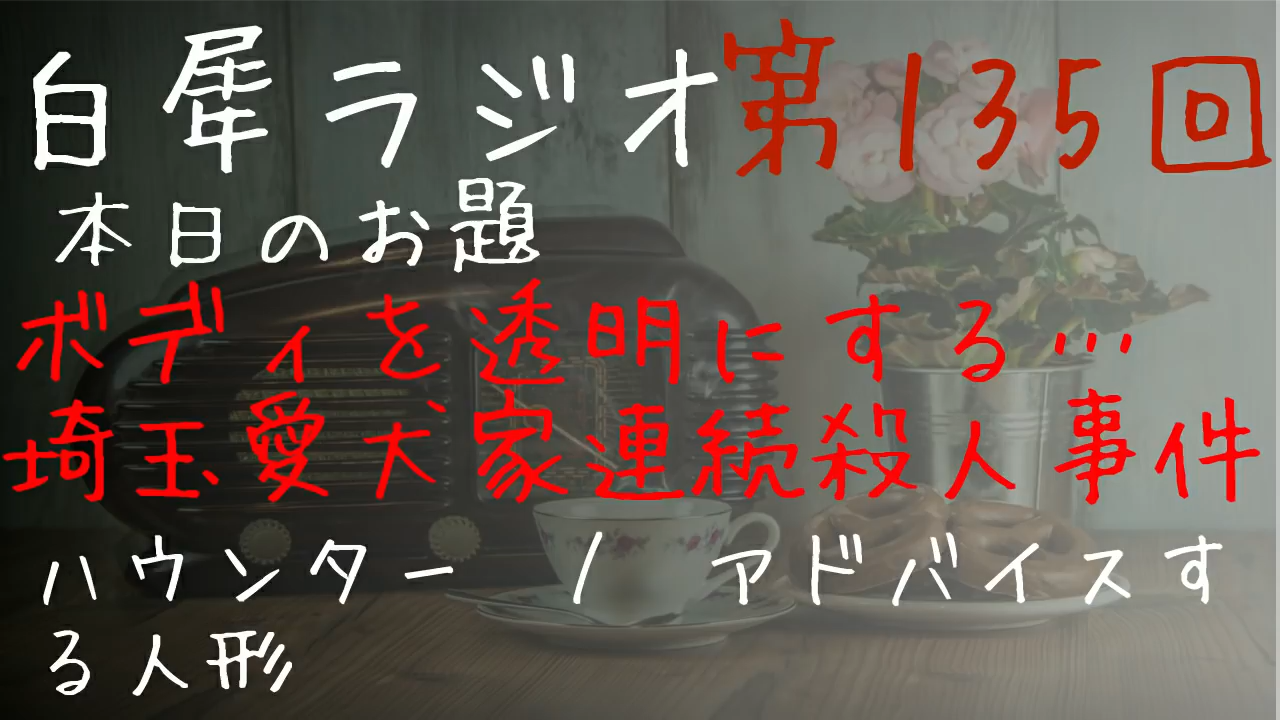 白犀ラジオ第135回
本日のお題
ボディを透明にする…
埼玉愛犬家連続殺人事件
ハウンター / アドバイスす
る人形